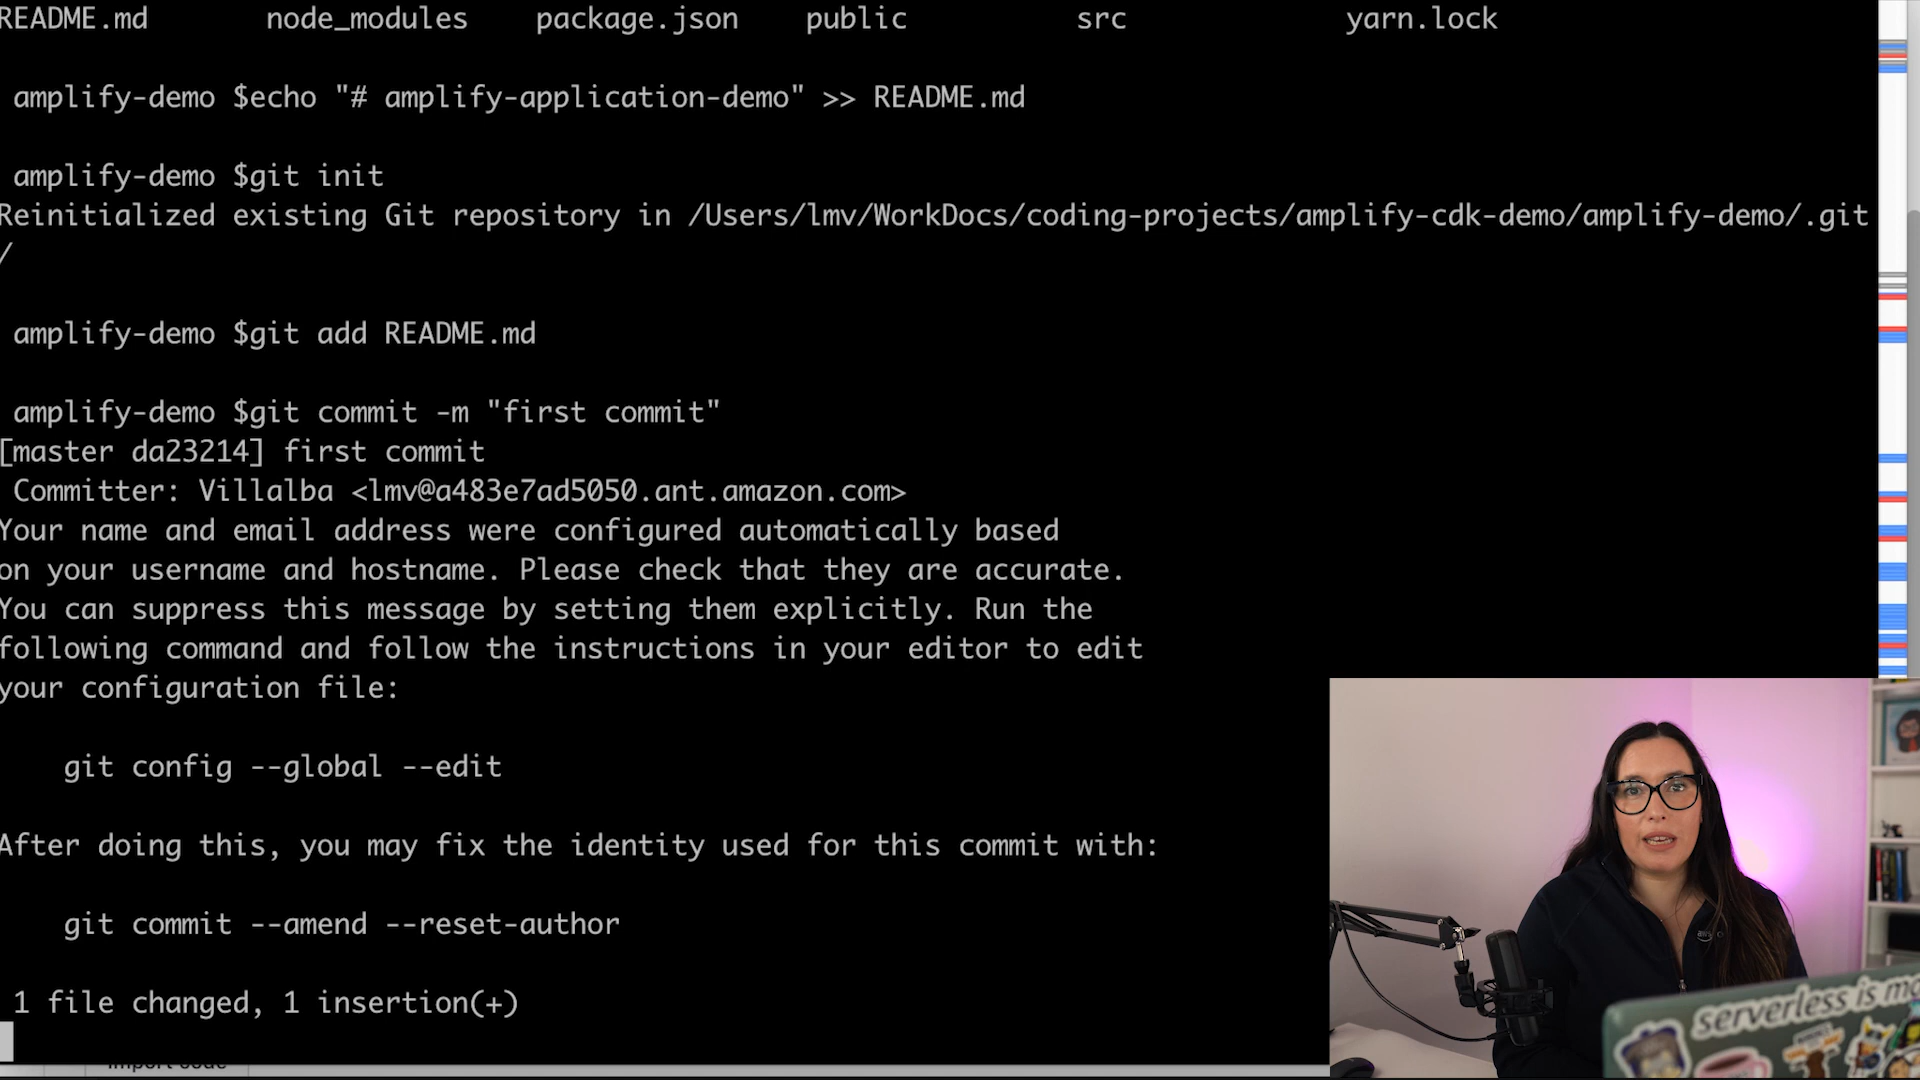 README.md node_modules package.json public src yarn.lock
amplify-demo $echo "# amplify-application-demo" >> README.md
amplify-demo $git init
Reinitialized existing Git repository in /Users/lmv/WorkDocs/coding-projects/amplify-cdk-demo/amplify-demo/.git
/
amplify-demo $git add README.md
amplify-demo $git commit -m "first commit"
[master da23214] first commit
Committer: Villalba <lmv@a483e7ad5050.ant.amazon.com>
Your name and email address were configured automatically based
on your username and hostname. Please check that they are accurate.
You can suppress this message by setting them explicitly. Run the
following command and follow the instructions in your editor to edit
your configuration file:
git config --global --edit
After doing this, you may fix the identity used for this commit with:
git commit --amend --reset-author
1 file changed, 1 insertion(+)
import code
aws
serverless is mo